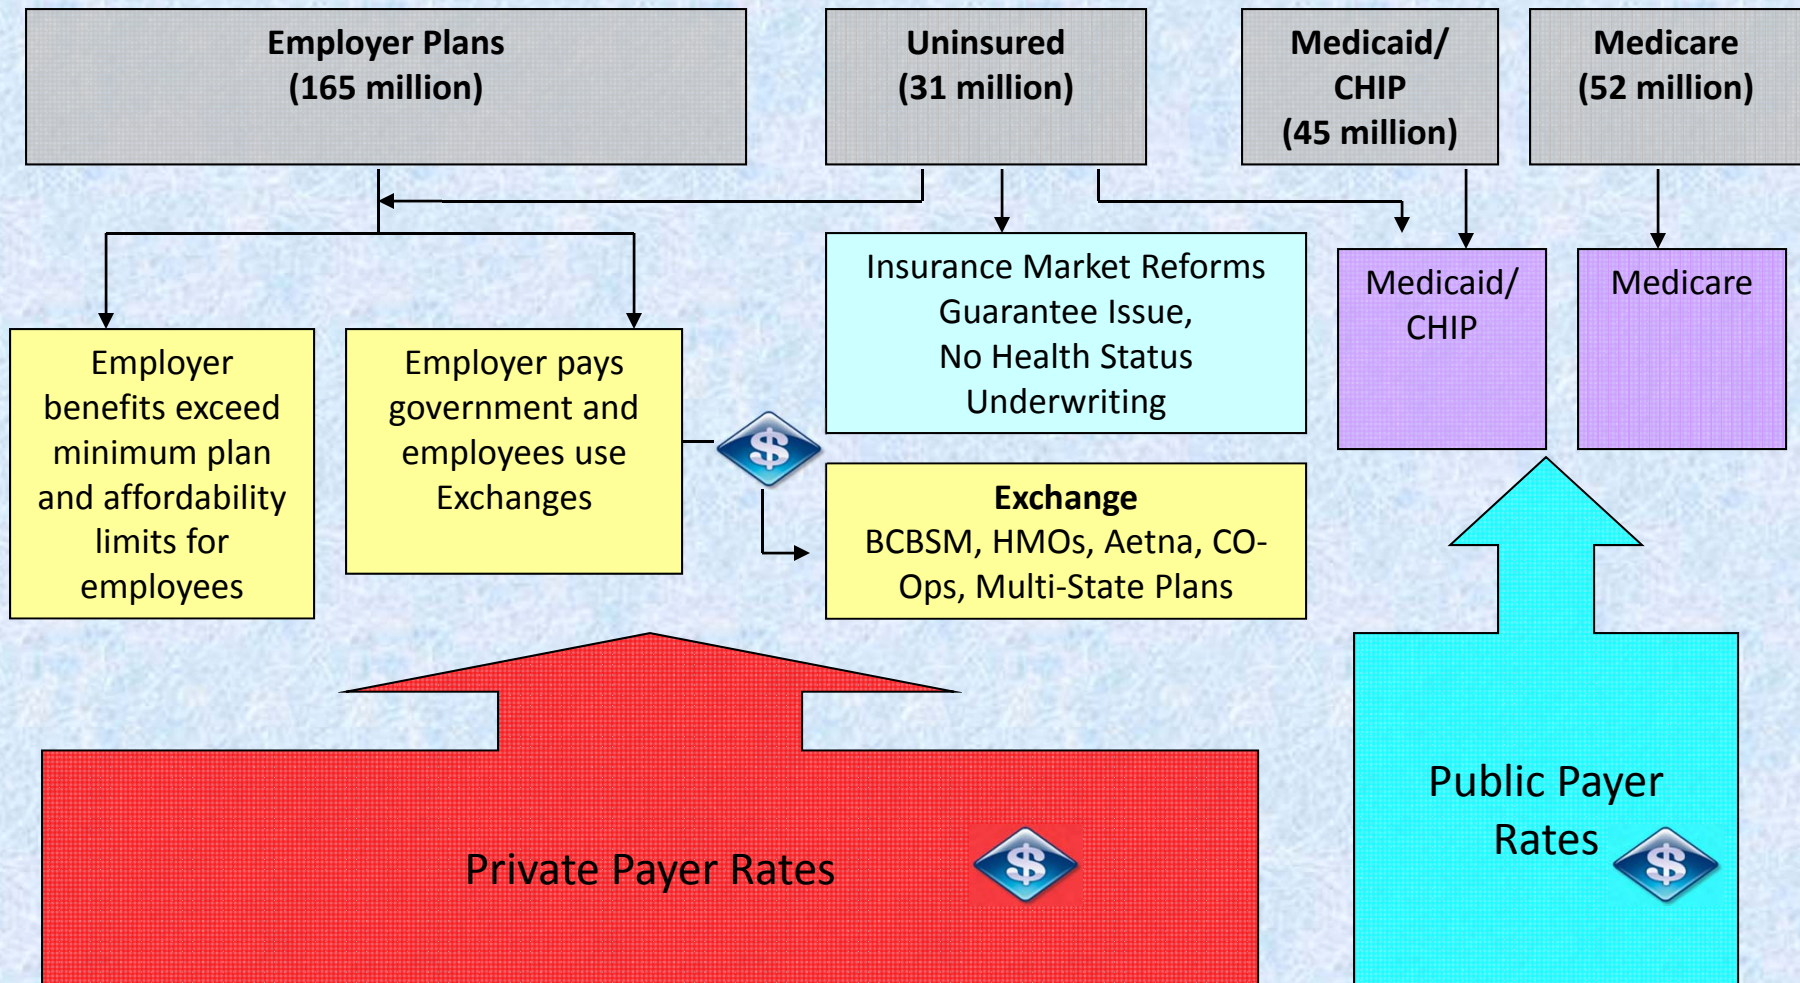 Employer Plans
(165 million)
Uninsured
(31 million)
Medicaid/
CHIP
(45 million)
Medicare
(52 million)
Employer
benefits exceed
minimum plan
and affordability
limits for
employees
Employer pays
government and
employees use
Exchanges
$
Insurance Market Reforms
Guarantee Issue,
No Health Status
Underwriting
Exchange
BCBSM, HMOs, Aetna, CO-
Ops, Multi-State Plans
Medicaid/
CHIP
Medicare
Private Payer Rates
$
Public Payer
Rates
$